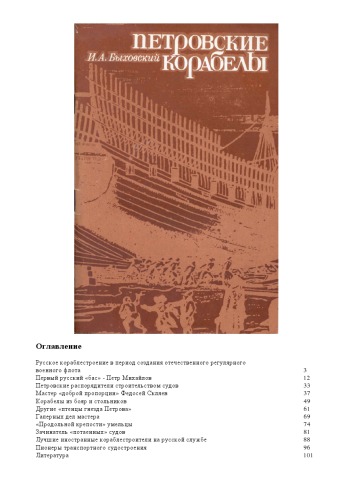 ПЕТРОВСКИЕ
И.А. Быховский КОРАБЕЛЫ
Оглавление
Русское кораблестроение в период создания отечественного регулярного
военного флота 3
Первый русский «бас» - Петр Михайлов 12
Петровские распорядители строительством судов 33
Мастер «доброй пропорции» Федосей Скляев 37
Корабелы из бояр и стольников 49
Другие «птенцы гнезда Петрова» 61
Галерных дел мастера 69
«Продольной крепости» умельцы 74
Зачинатель «потаенных» судов 81
Лучшие иностранные кораблестроители на русской службе 88
Пионеры транспортного судостроения 96
Литература 101